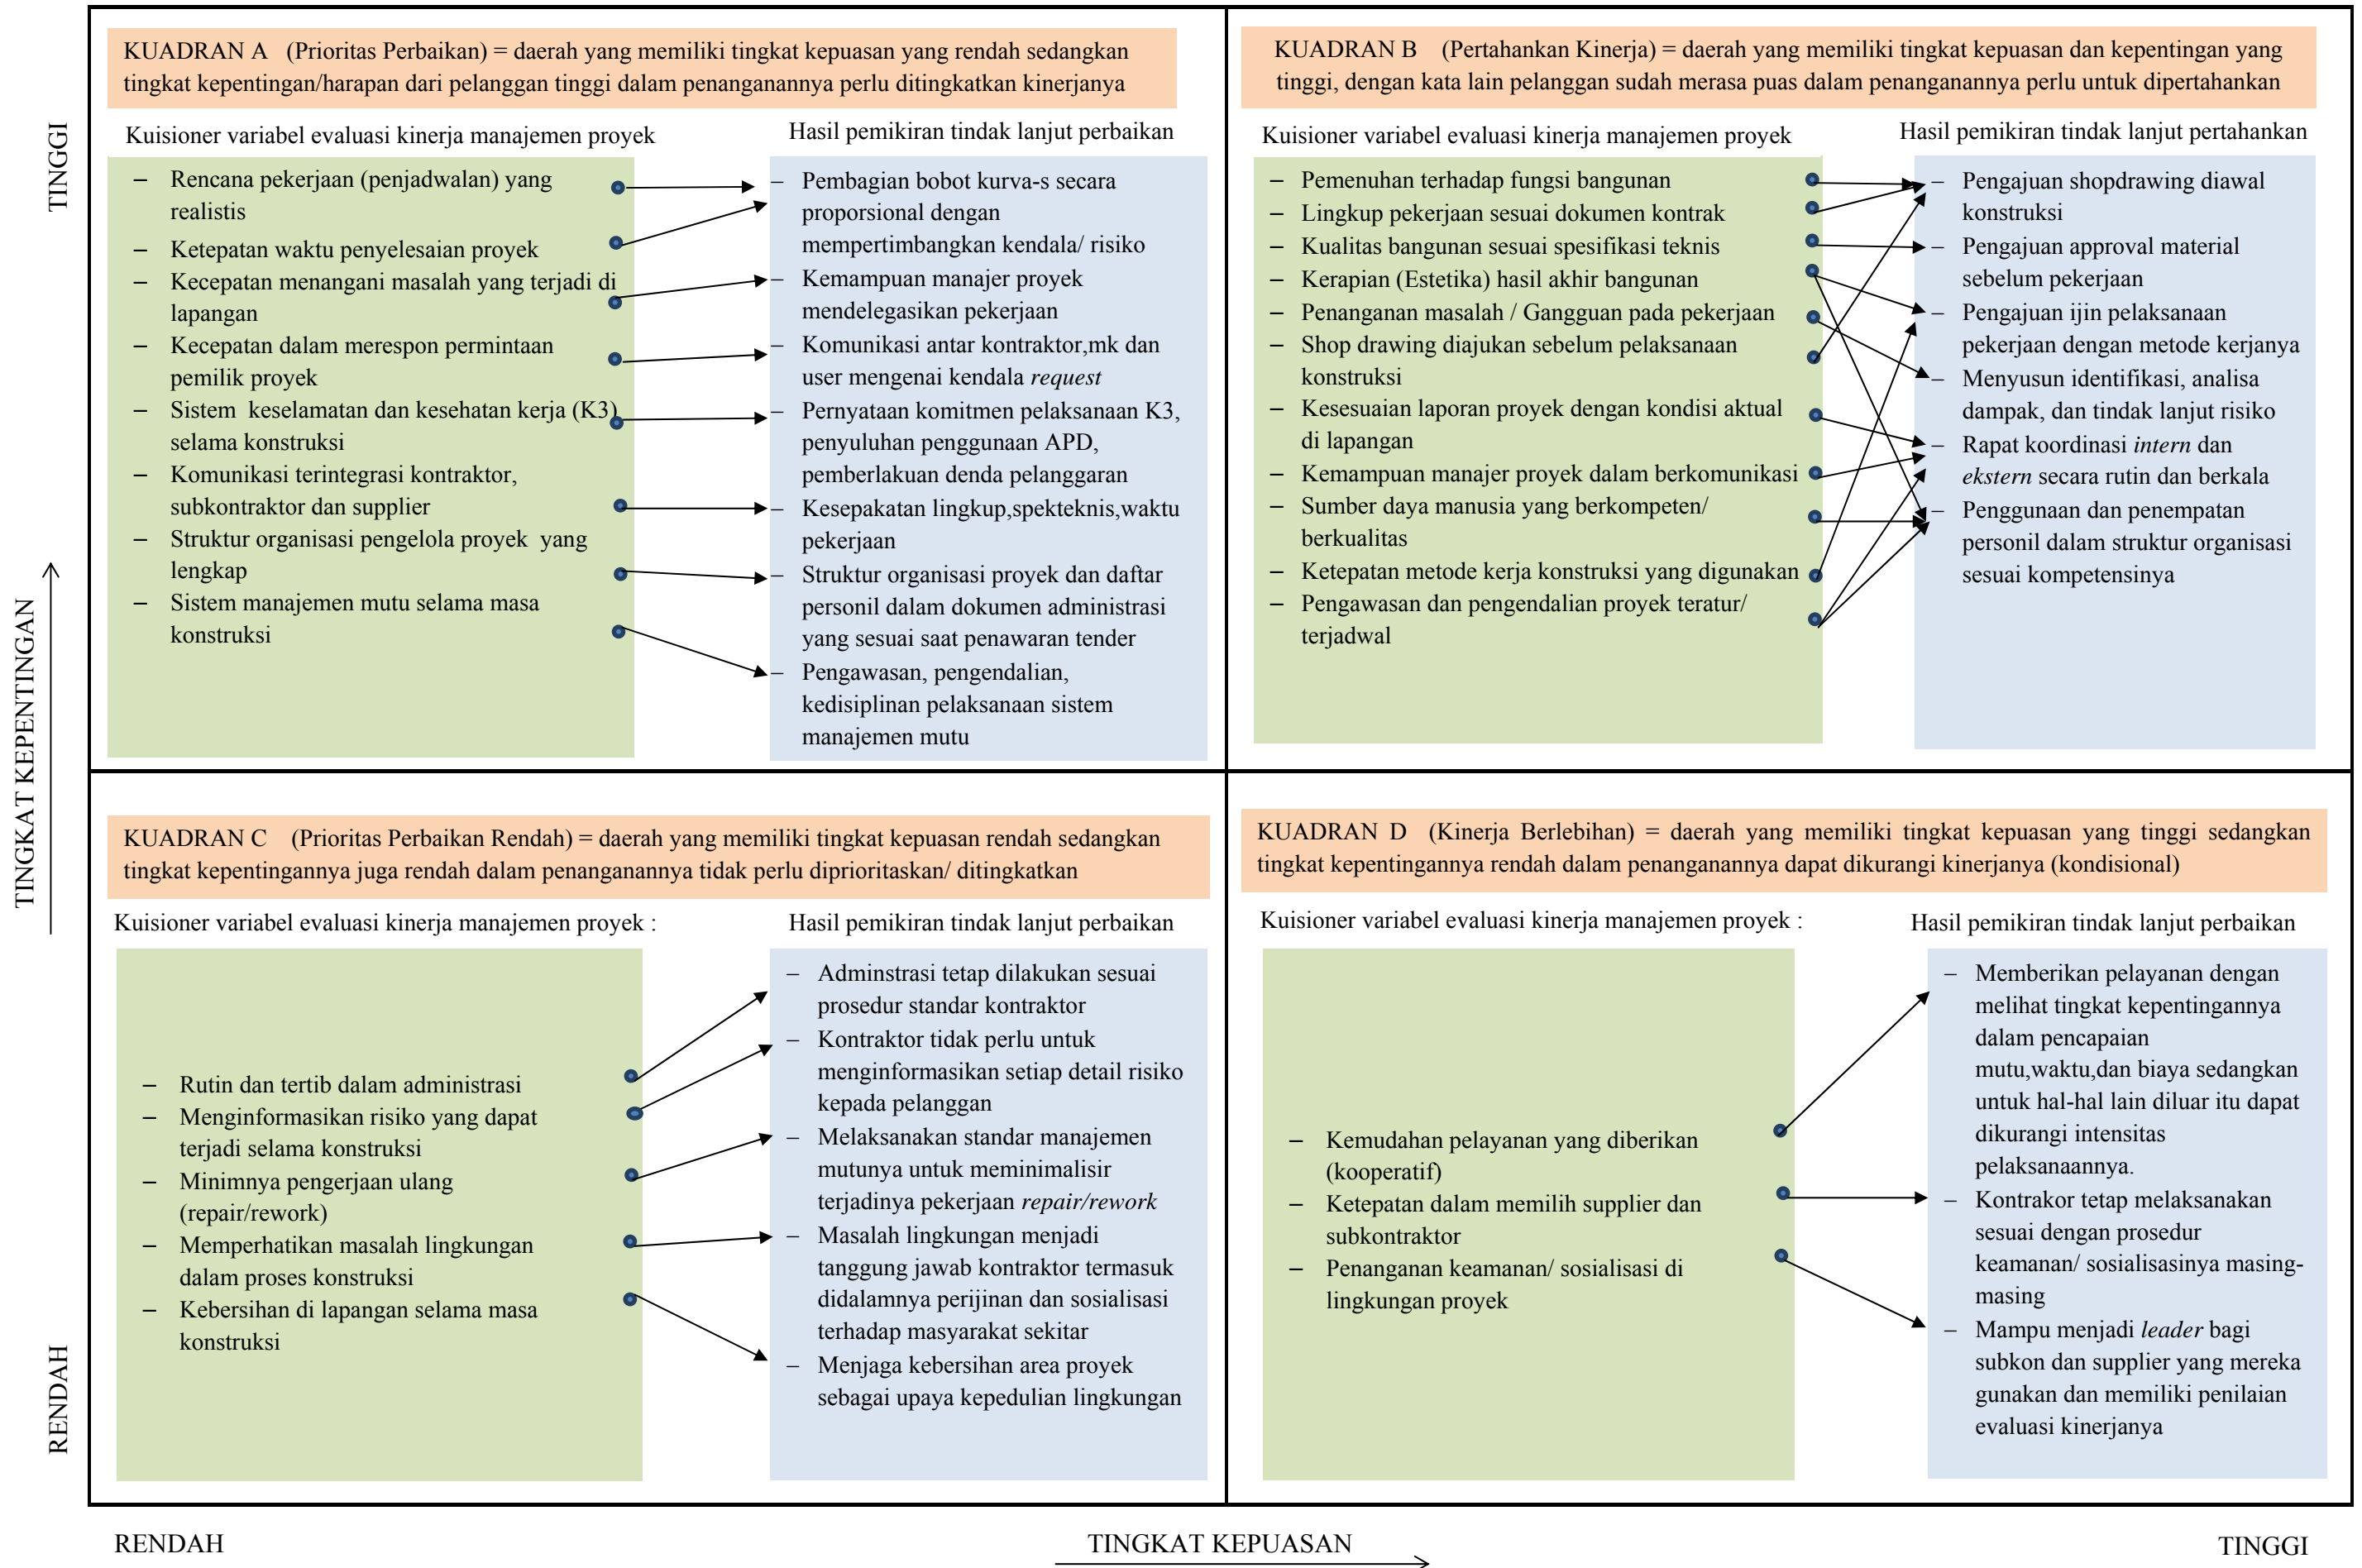 TINGGI
TINGKAT KEPENTINGAN
RENDAH
KUADRAN A (Prioritas Perbaikan) = daerah yang memiliki tingkat kepuasan yang rendah sedangkan
tingkat kepentingan/harapan dari pelanggan tinggi dalam penanganannya perlu ditingkatkan kinerjanya
Kuisioner variabel evaluasi kinerja manajemen proyek
– Rencana pekerjaan (penjadwalan) yang
realistis
– Ketepatan waktu penyelesaian proyek
– Kecepatan menangani masalah yang terjadi di
lapangan
– Kecepatan dalam merespon permintaan
pemilik proyek
– Sistem keselamatan dan kesehatan kerja (K3)
selama konstruksi
– Komunikasi terintegrasi kontraktor,
subkontraktor dan supplier
– Struktur organisasi pengelola proyek yang
lengkap
– Sistem manajemen mutu selama masa
konstruksi
Hasil pemikiran tindak lanjut perbaikan
– Pembagian bobot kurva-s secara
proporsional dengan
mempertimbangkan kendala/ risiko
– Kemampuan manajer proyek
mendelegasikan pekerjaan
– Komunikasi antar kontraktor,mk dan
user mengenai kendala request
– Pernyataan komitmen pelaksanaan K3,
penyuluhan penggunaan APD,
pemberlakuan denda pelanggaran
– Kesepakatan lingkup,spekteknis,waktu
pekerjaan
– Struktur organisasi proyek dan daftar
personil dalam dokumen administrasi
yang sesuai saat penawaran tender
– Pengawasan, pengendalian,
kedisiplinan pelaksanaan sistem
manajemen mutu
KUADRAN B (Pertahankan Kinerja) = daerah yang memiliki tingkat kepuasan dan kepentingan yang
tinggi, dengan kata lain pelanggan sudah merasa puas dalam penanganannya perlu untuk dipertahankan
Kuisioner variabel evaluasi kinerja manajemen proyek
– Pemenuhan terhadap fungsi bangunan
– Lingkup pekerjaan sesuai dokumen kontrak
– Kualitas bangunan sesuai spesifikasi teknis
– Kerapian (Estetika) hasil akhir bangunan
– Penanganan masalah / Gangguan pada pekerjaan
– Shop drawing diajukan sebelum pelaksanaan
konstruksi
– Kesesuaian laporan proyek dengan kondisi aktual
di lapangan
– Kemampuan manajer proyek dalam berkomunikasi
– Sumber daya manusia yang berkompeten/
berkualitas
– Ketepatan metode kerja konstruksi yang digunakan
– Pengawasan dan pengendalian proyek teratur/
terjadwal
Hasil pemikiran tindak lanjut pertahankan
– Pengajuan shopdrawing diawal
konstruksi
– Pengajuan approval material
sebelum pekerjaan
– Pengajuan ijin pelaksanaan
pekerjaan dengan metode kerjanya
– Menyusun identifikasi, analisa
dampak, dan tindak lanjut risiko
– Rapat koordinasi intern dan
ekstern secara rutin dan berkala
– Penggunaan dan penempatan
personil dalam struktur organisasi
sesuai kompetensinya
KUADRAN C (Prioritas Perbaikan Rendah) = daerah yang memiliki tingkat kepuasan rendah sedangkan
tingkat kepentingannya juga rendah dalam penanganannya tidak perlu diprioritaskan/ ditingkatkan
Kuisioner variabel evaluasi kinerja manajemen proyek :
– Rutin dan tertib dalam administrasi
– Menginformasikan risiko yang dapat
terjadi selama konstruksi
– Minimnya pengerjaan ulang
(repair/rework)
– Memperhatikan masalah lingkungan
dalam proses konstruksi
– Kebersihan di lapangan selama masa
konstruksi
Hasil pemikiran tindak lanjut perbaikan
– Adminstrasi tetap dilakukan sesuai
prosedur standar kontraktor
– Kontraktor tidak perlu untuk
menginformasikan setiap detail risiko
kepada pelanggan
– Melaksanakan standar manajemen
mutunya untuk meminimalisir
terjadinya pekerjaan repair/rework
– Masalah lingkungan menjadi
tanggung jawab kontraktor termasuk
didalamnya perijinan dan sosialisasi
terhadap masyarakat sekitar
– Menjaga kebersihan area proyek
sebagai upaya kepedulian lingkungan
KUADRAN D (Kinerja Berlebihan) = daerah yang memiliki tingkat kepuasan yang tinggi sedangkan
tingkat kepentingannya rendah dalam penanganannya dapat dikurangi kinerjanya (kondisional)
Kuisioner variabel evaluasi kinerja manajemen proyek :
– Kemudahan pelayanan yang diberikan
(kooperatif)
– Ketepatan dalam memilih supplier dan
subkontraktor
– Penanganan keamanan/ sosialisasi di
lingkungan proyek
Hasil pemikiran tindak lanjut perbaikan
– Memberikan pelayanan dengan
melihat tingkat kepentingannya
dalam pencapaian
mutu,waktu,dan biaya sedangkan
untuk hal-hal lain diluar itu dapat
dikurangi intensitas
pelaksanaannya.
– Kontrakor tetap melaksanakan
sesuai dengan prosedur
keamanan/ sosialisasinya masing-
masing
– Mampu menjadi leader bagi
subkon dan supplier yang mereka
gunakan dan memiliki penilaian
evaluasi kinerjanya
RENDAH
TINGKAT KEPUASAN
TINGGI